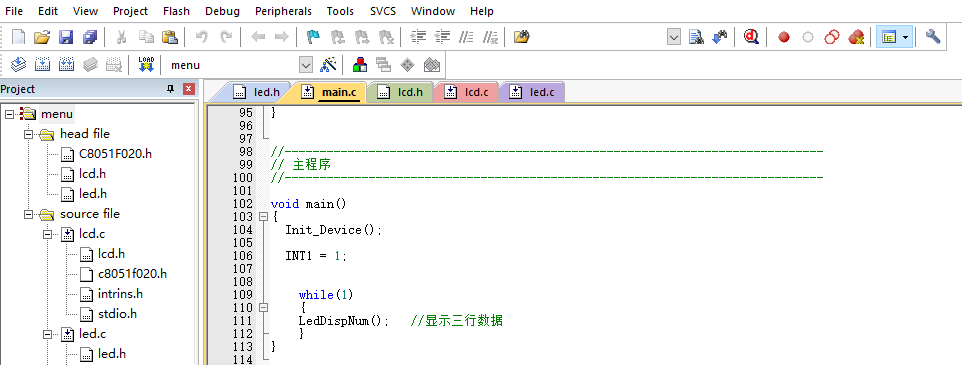 File Edit View Project Flash Debug Peripherals Tools SVCS Window Help
LOAD menu
Project
menu
head file
C8051F020.h
lcd.h
led.h
source file
lcd.c
lcd.h
c8051f020.h
intrins.h
stdio.h
led.c
led.h
led.h main.c lcd.h lcd.c led.c
95 }
96
97
98 //------------------------------------------------------------------------------------
99 // 主程序
100 //------------------------------------------------------------------------------------
101
102 void main()
103 {
104 Init_Device();
105
106 INT1 = 1;
107
108
109 while(1)
110 {
111 LedDispNum(); //显示三行数据
112 }
113 }
114